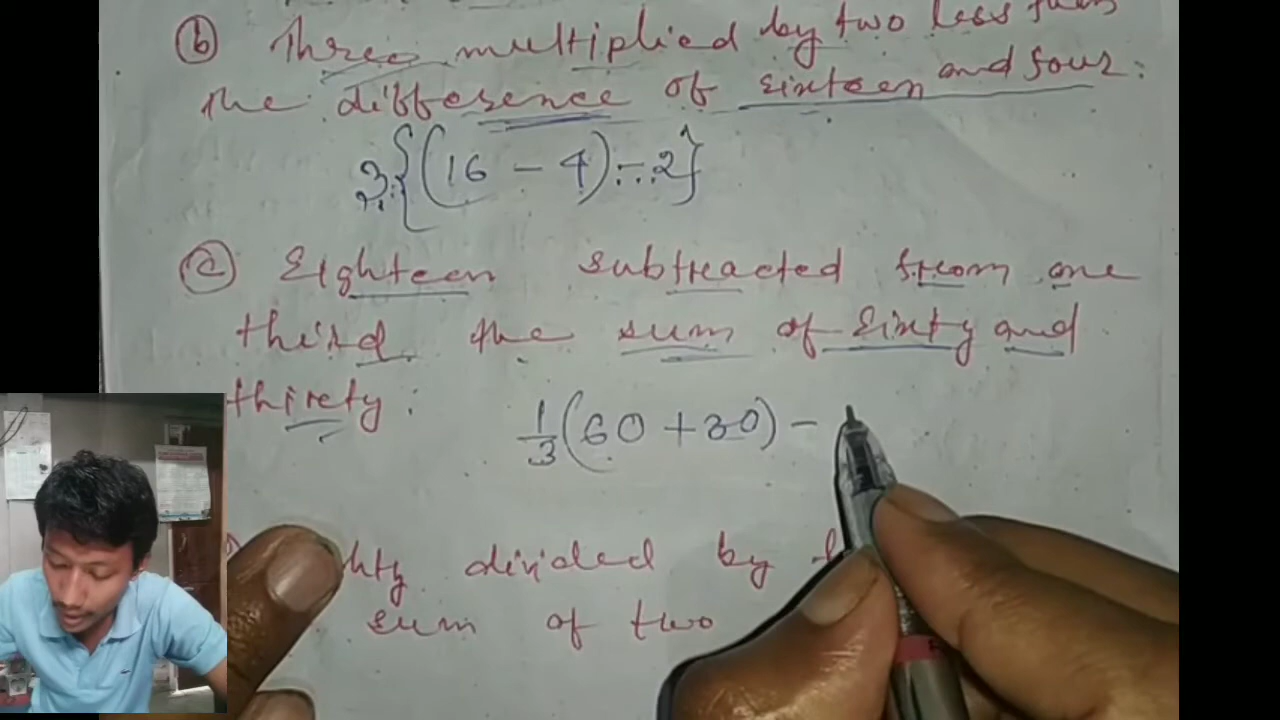 ⓑ Three multiplied by two less than
the difference of sixteen and four:
3{(16 - 4) - 2}
ⓒ Eighteen subtracted from one
third the sum of sixty and
thirty:
1/3 (60 + 30) -
divided by
sum of two